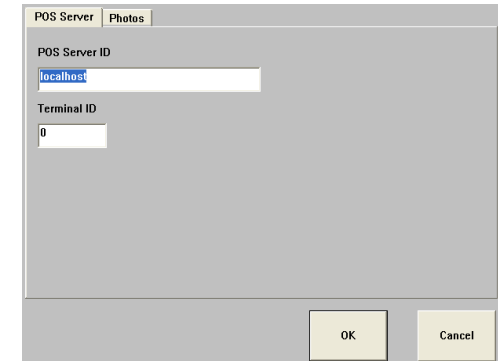 POS Server Photos
POS Server ID
localhost
Terminal ID
0
OK Cancel